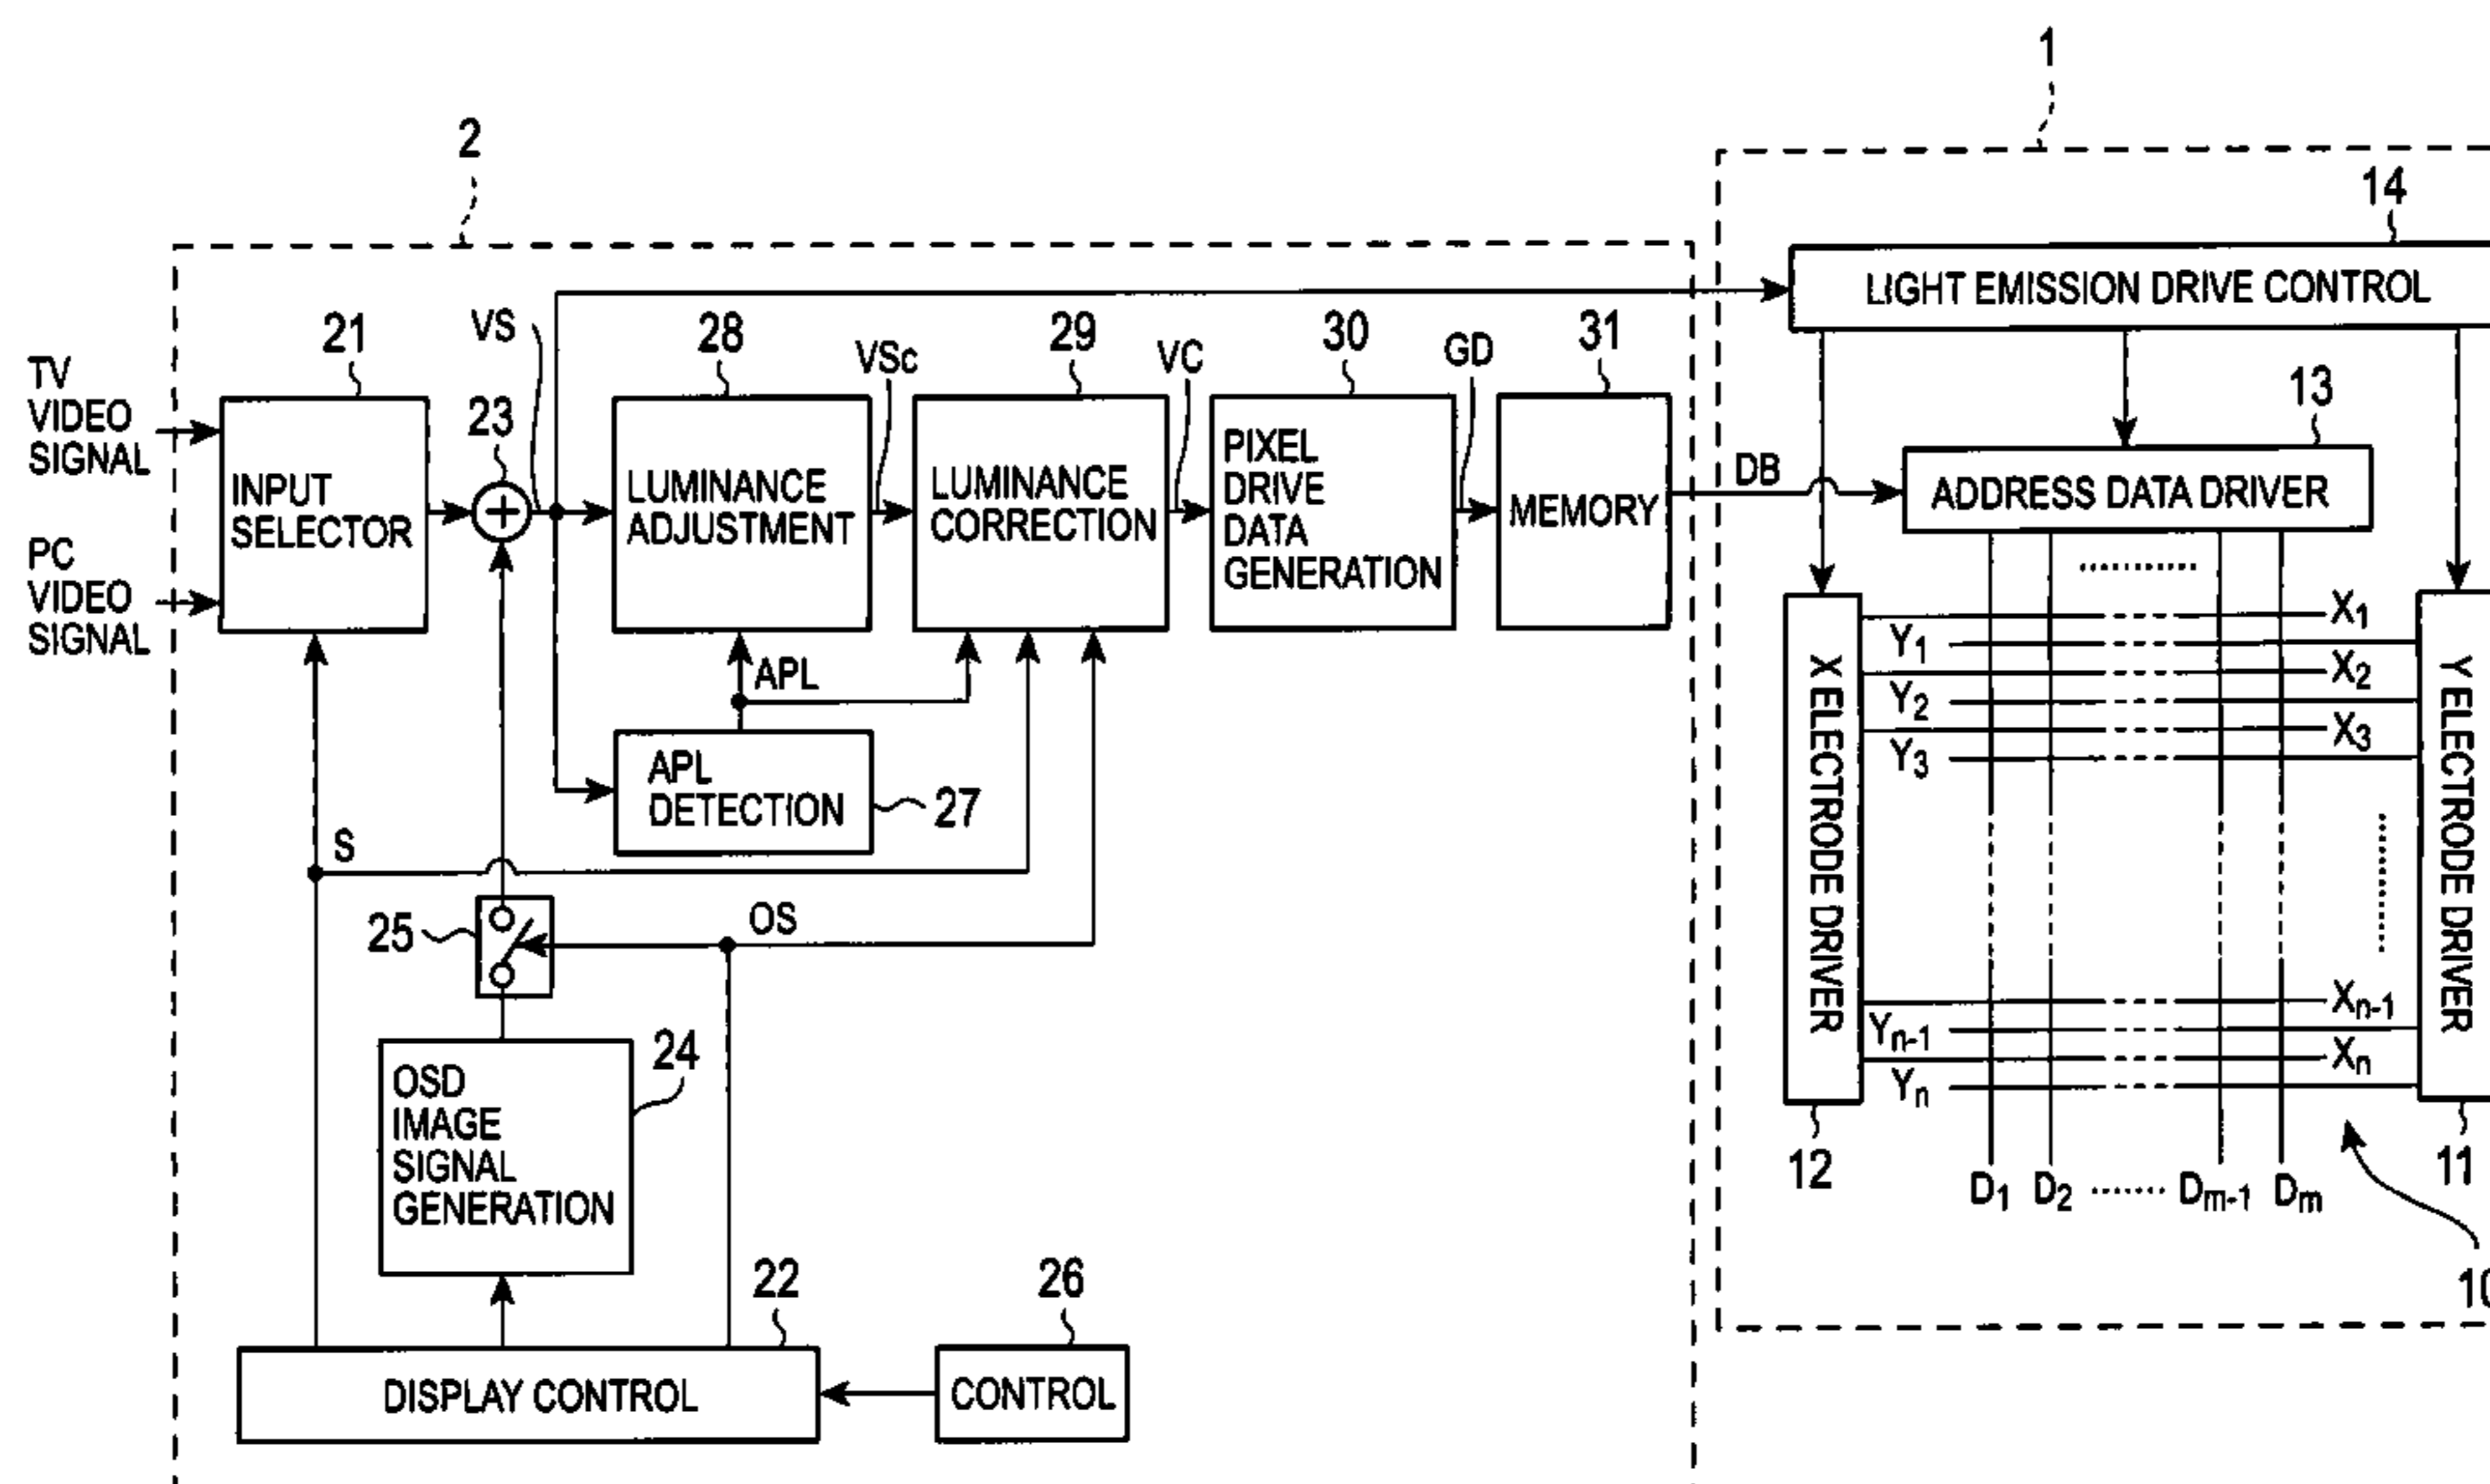 1
2
14
LIGHT EMISSION DRIVE CONTROL
TV
VIDEO
SIGNAL
PC
VIDEO
SIGNAL
21
INPUT
SELECTOR
23
VS
28
LUMINANCE
ADJUSTMENT
VSc
29
LUMINANCE
CORRECTION
VC
30
PIXEL
DRIVE
DATA
GENERATION
GD
31
MEMORY
DB
13
ADDRESS DATA DRIVER
APL
APL
DETECTION
27
S
25
OS
24
OSD
IMAGE
SIGNAL
GENERATION
22
DISPLAY CONTROL
26
CONTROL
X ELECTRODE DRIVER
12
Y ELECTRODE DRIVER
11
X1
Y1
X2
Y2
X3
Y3
Xn-1
Yn-1
Xn
Yn
D1 D2 ....... Dm-1 Dm
10